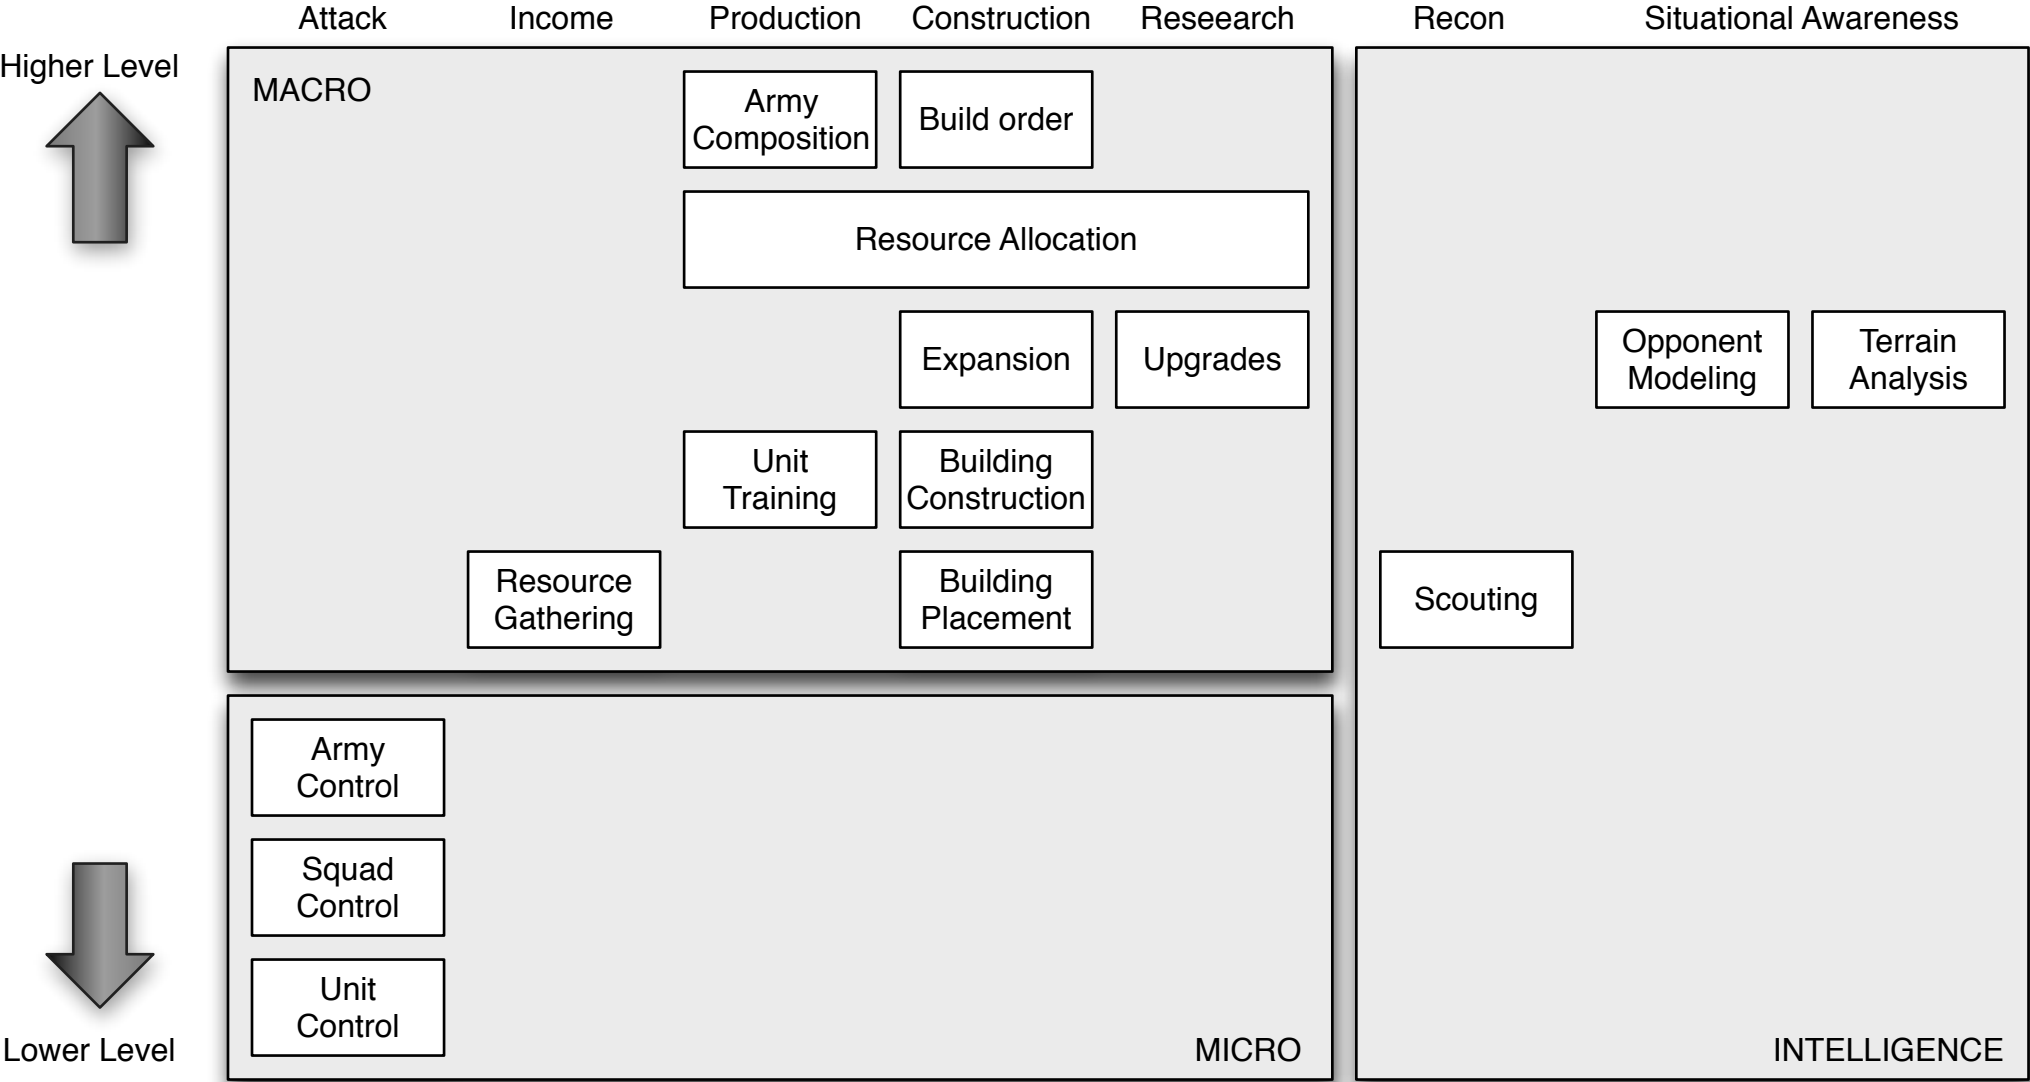 Attack Income Production Construction Reseearch Recon Situational Awareness
Higher Level
MACRO
Army
Composition
Build order
Resource Allocation
Expansion
Upgrades
Opponent
Modeling
Terrain
Analysis
Unit
Training
Building
Construction
Resource
Gathering
Building
Placement
Scouting
Army
Control
Squad
Control
Unit
Control
Lower Level
MICRO
INTELLIGENCE